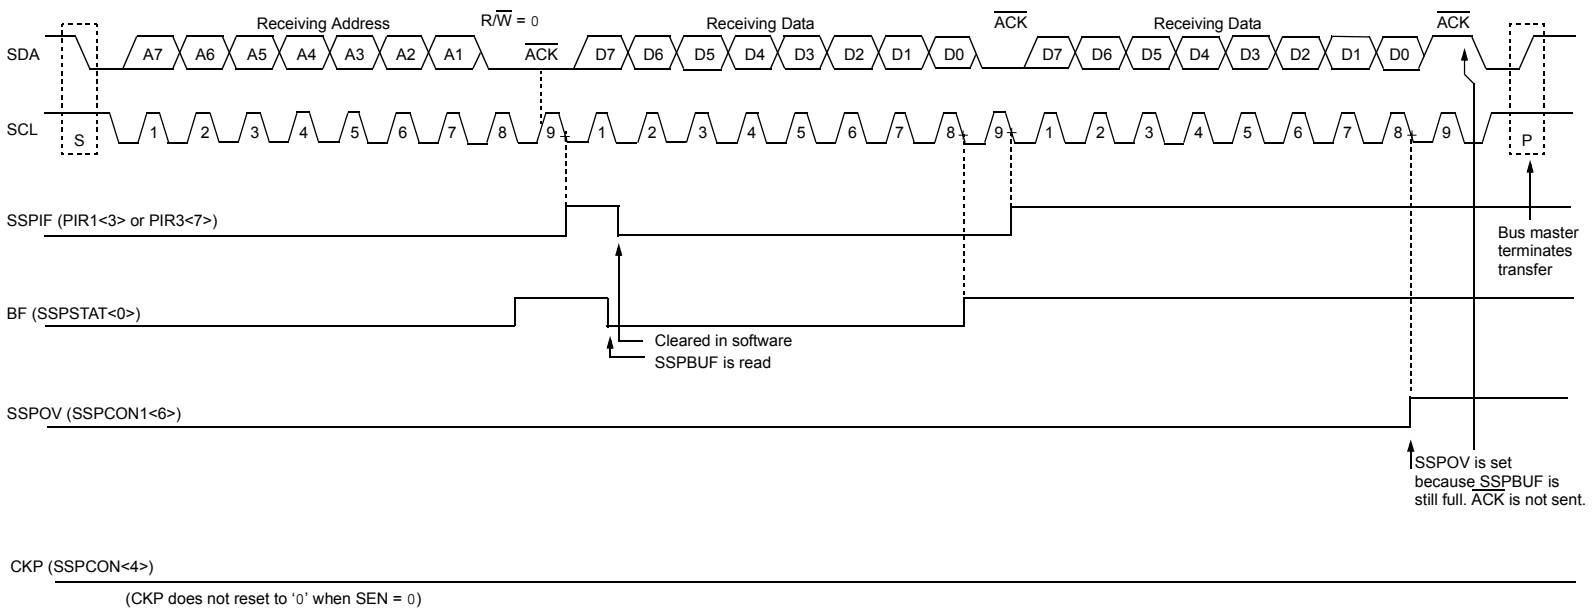 Receiving Address
R/W = 0
Receiving Data
ACK
Receiving Data
ACK
SDA
A7 A6 A5 A4 A3 A2 A1 ACK D7 D6 D5 D4 D3 D2 D1 D0 D7 D6 D5 D4 D3 D2 D1 D0
SCL
S 1 2 3 4 5 6 7 8 9 1 2 3 4 5 6 7 8 9 1 2 3 4 5 6 7 8 9 P
SSPIF (PIR1<3> or PIR3<7>)
Bus master
terminates
transfer
BF (SSPSTAT<0>)
Cleared in software
SSPBUF is read
SSPOV (SSPCON1<6>)
SSPOV is set
because SSPBUF is
still full. ACK is not sent.
CKP (SSPCON<4>)
(CKP does not reset to ‘0’ when SEN = 0)